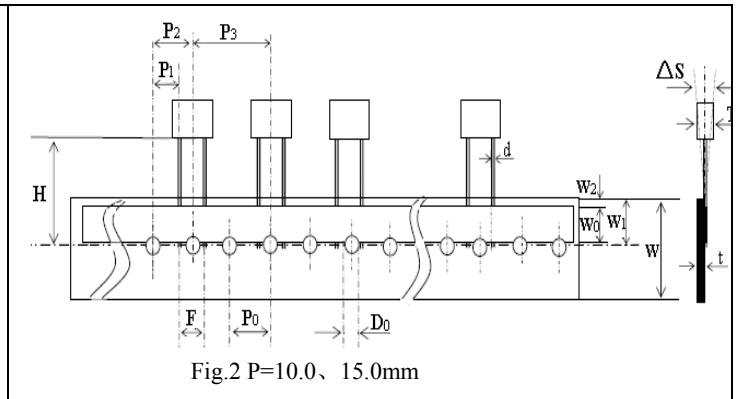 P2 P3
P1
ΔS
T
d
H
W2
W0 W1
W
t
F P0 D0
Fig.2 P=10.0、15.0mm